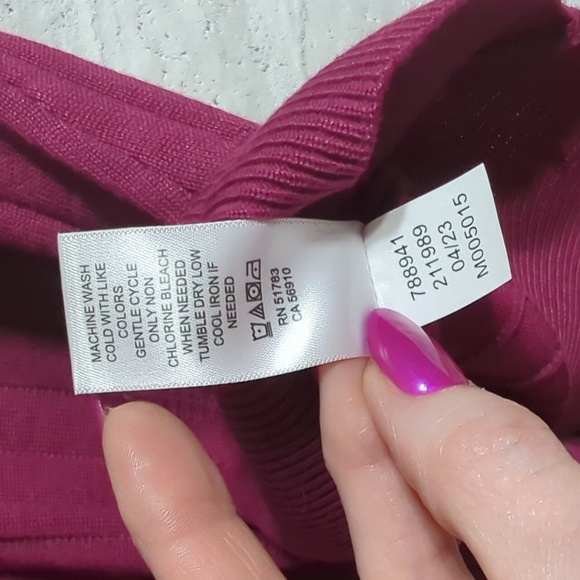 MACHINE WASH
COLD WITH LIKE
COLORS
GENTLE CYCLE
ONLY NON
CHLORINE BLEACH
WHEN NEEDED
TUMBLE DRY LOW
COOL IRON IF
NEEDED
RN 51783
CA 56910
788941
211989
04/23
M005015